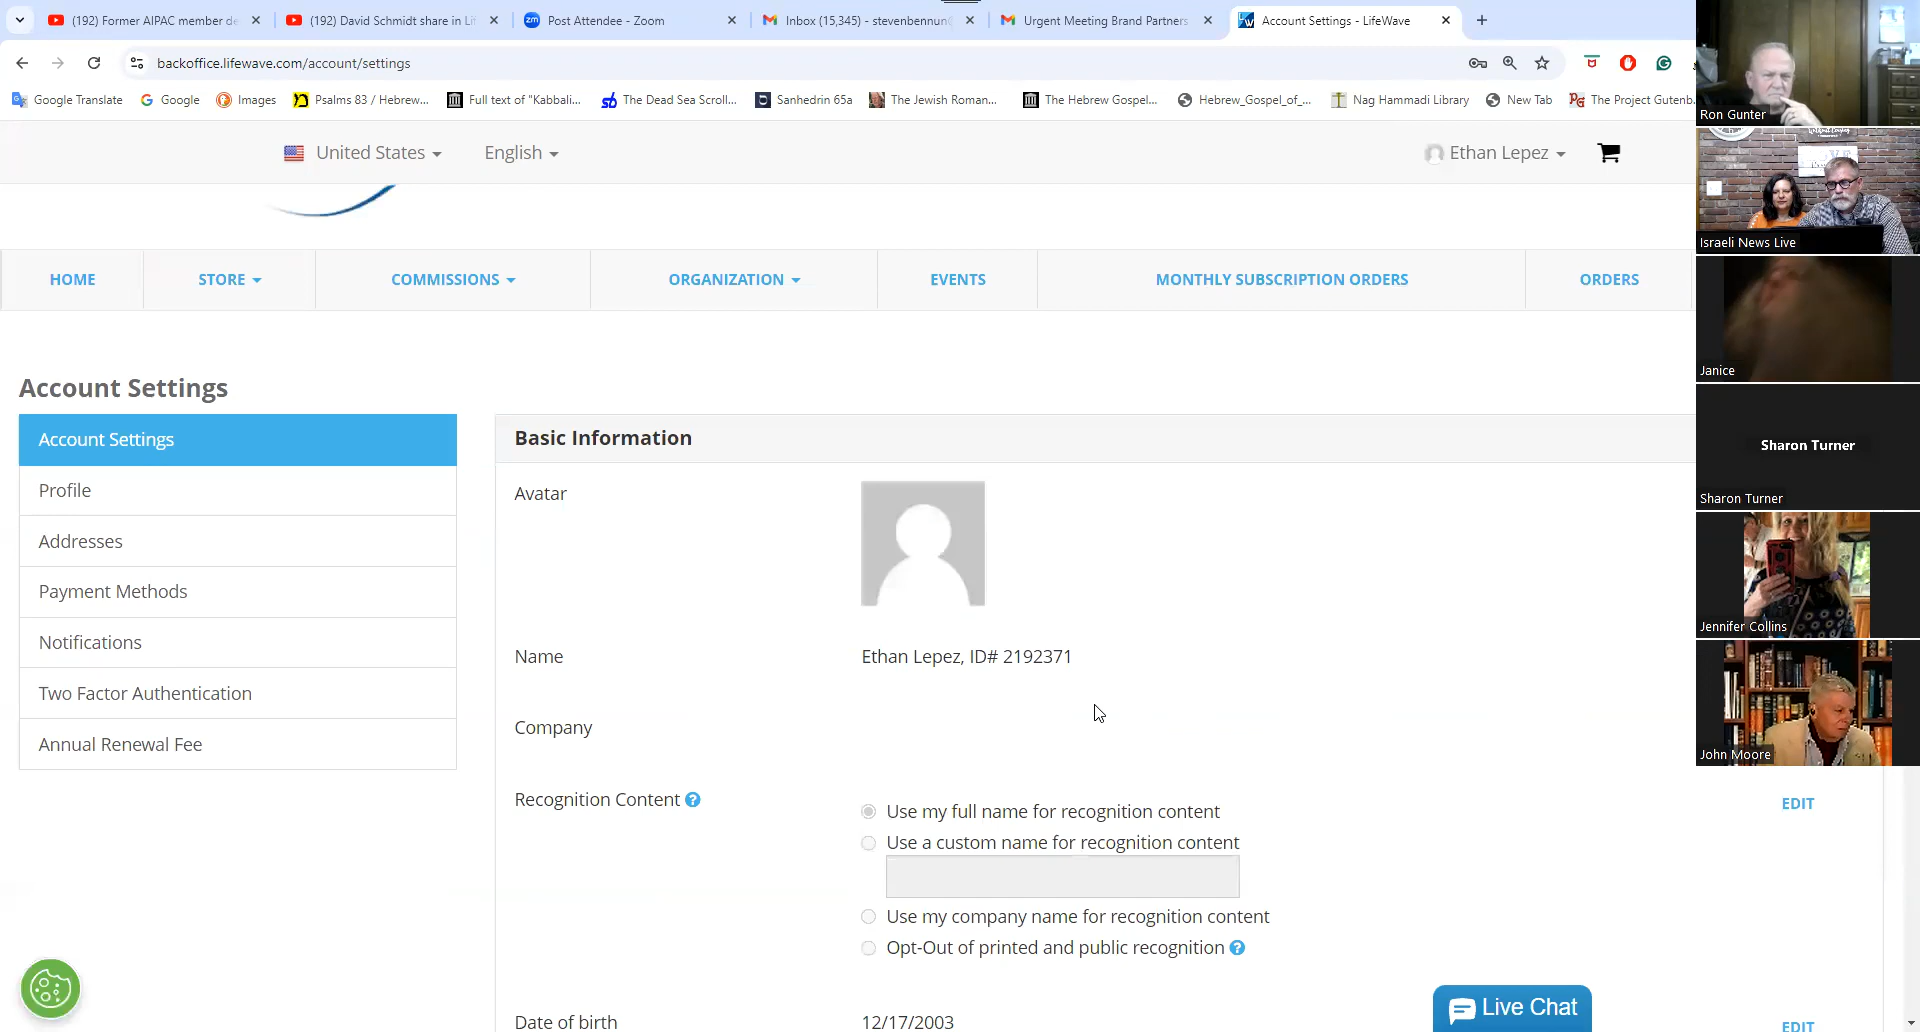 (192) Former AIPAC member de
(192) David Schmidt share in Li
Post Attendee - Zoom
Inbox (15,345) - stevenbennun@
Urgent Meeting Brand Partners
Account Settings - LifeWave
backoffice.lifewave.com/account/settings
Google Translate
Google
Images
Psalms 83 / Hebrew...
Full text of "Kabbali...
The Dead Sea Scroll...
Sanhedrin 65a
The Jewish Roman...
The Hebrew Gospel...
Hebrew_Gospel_of_...
Nag Hammadi Library
New Tab
The Project Gutenb
United States
English
Ethan Lepez
HOME
STORE
COMMISSIONS
ORGANIZATION
EVENTS
MONTHLY SUBSCRIPTION ORDERS
ORDERS
Account Settings
Account Settings
Profile
Addresses
Payment Methods
Notifications
Two Factor Authentication
Annual Renewal Fee
Basic Information
Avatar
Name
Ethan Lepez, ID# 2192371
Company
Recognition Content ?
Use my full name for recognition content
Use a custom name for recognition content
Use my company name for recognition content
Opt-Out of printed and public recognition ?
EDIT
Date of birth
12/17/2003
EDIT
Live Chat
Ron Gunter
Israeli News Live
Janice
Sharon Turner
Sharon Turner
Jennifer Collins
John Moore